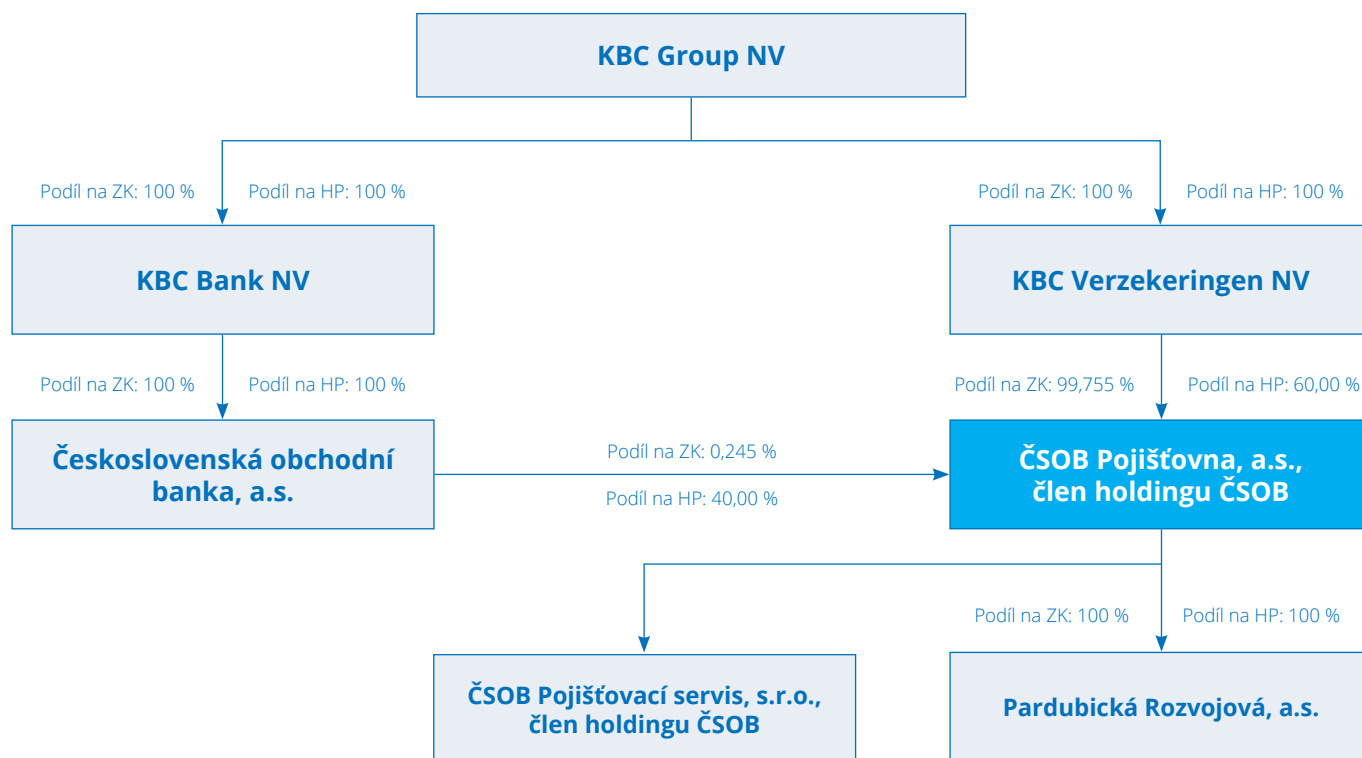 KBC Group NV
Podíl na ZK: 100 %
Podíl na HP: 100 %
Podíl na ZK: 100 %
Podíl na HP: 100 %
KBC Bank NV
KBC Verzekeringen NV
Podíl na ZK: 100 %
Podíl na HP: 100 %
Podíl na ZK: 99,755 %
Podíl na HP: 60,00 %
Československá obchodní
banka, a.s.
Podíl na ZK: 0,245 %
Podíl na HP: 40,00 %
ČSOB Pojišťovna, a.s.,
člen holdingu ČSOB
Podíl na ZK: 100 %
Podíl na HP: 100 %
ČSOB Pojišťovací servis, s.r.o.,
člen holdingu ČSOB
Pardubická Rozvojová, a.s.